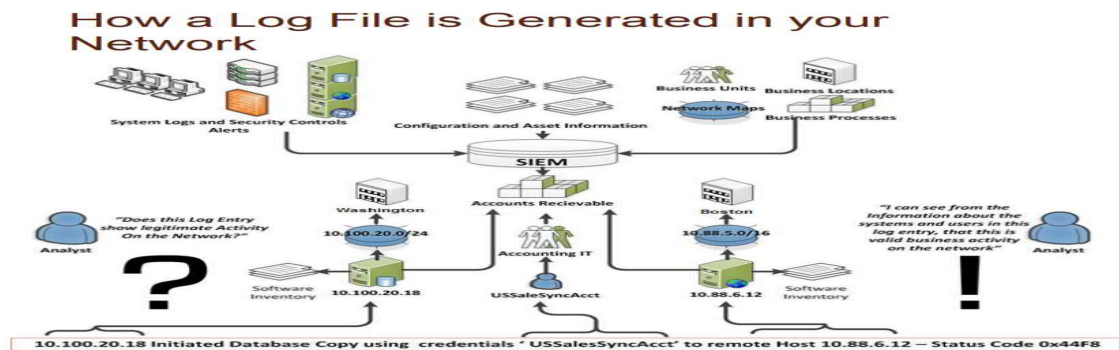 How a Log File is Generated in your
Network
System Logs and Security Controls
Alerts
Configuration and Asset Information
Business Units
Business Locations
Network Maps
Business Processes
SIEM
Accounts Recievable
Washington
Boston
"Does this Log Entry
show legitimate Activity
On the Network?"
Analyst
?
10.100.20.0/24
Accounting IT
10.88.5.0/16
"I can see from the
Information about the
systems and users in this
log entry, that this is
valid business activity
on the network"
Analyst
!
Software
Inventory
10.100.20.18
USSaleSyncAcct
10.88.6.12
Software
Inventory
10.100.20.18 Initiated Database Copy using credentials ' USSalesSyncAcct' to remote Host 10.88.6.12 – Status Code 0x44F8